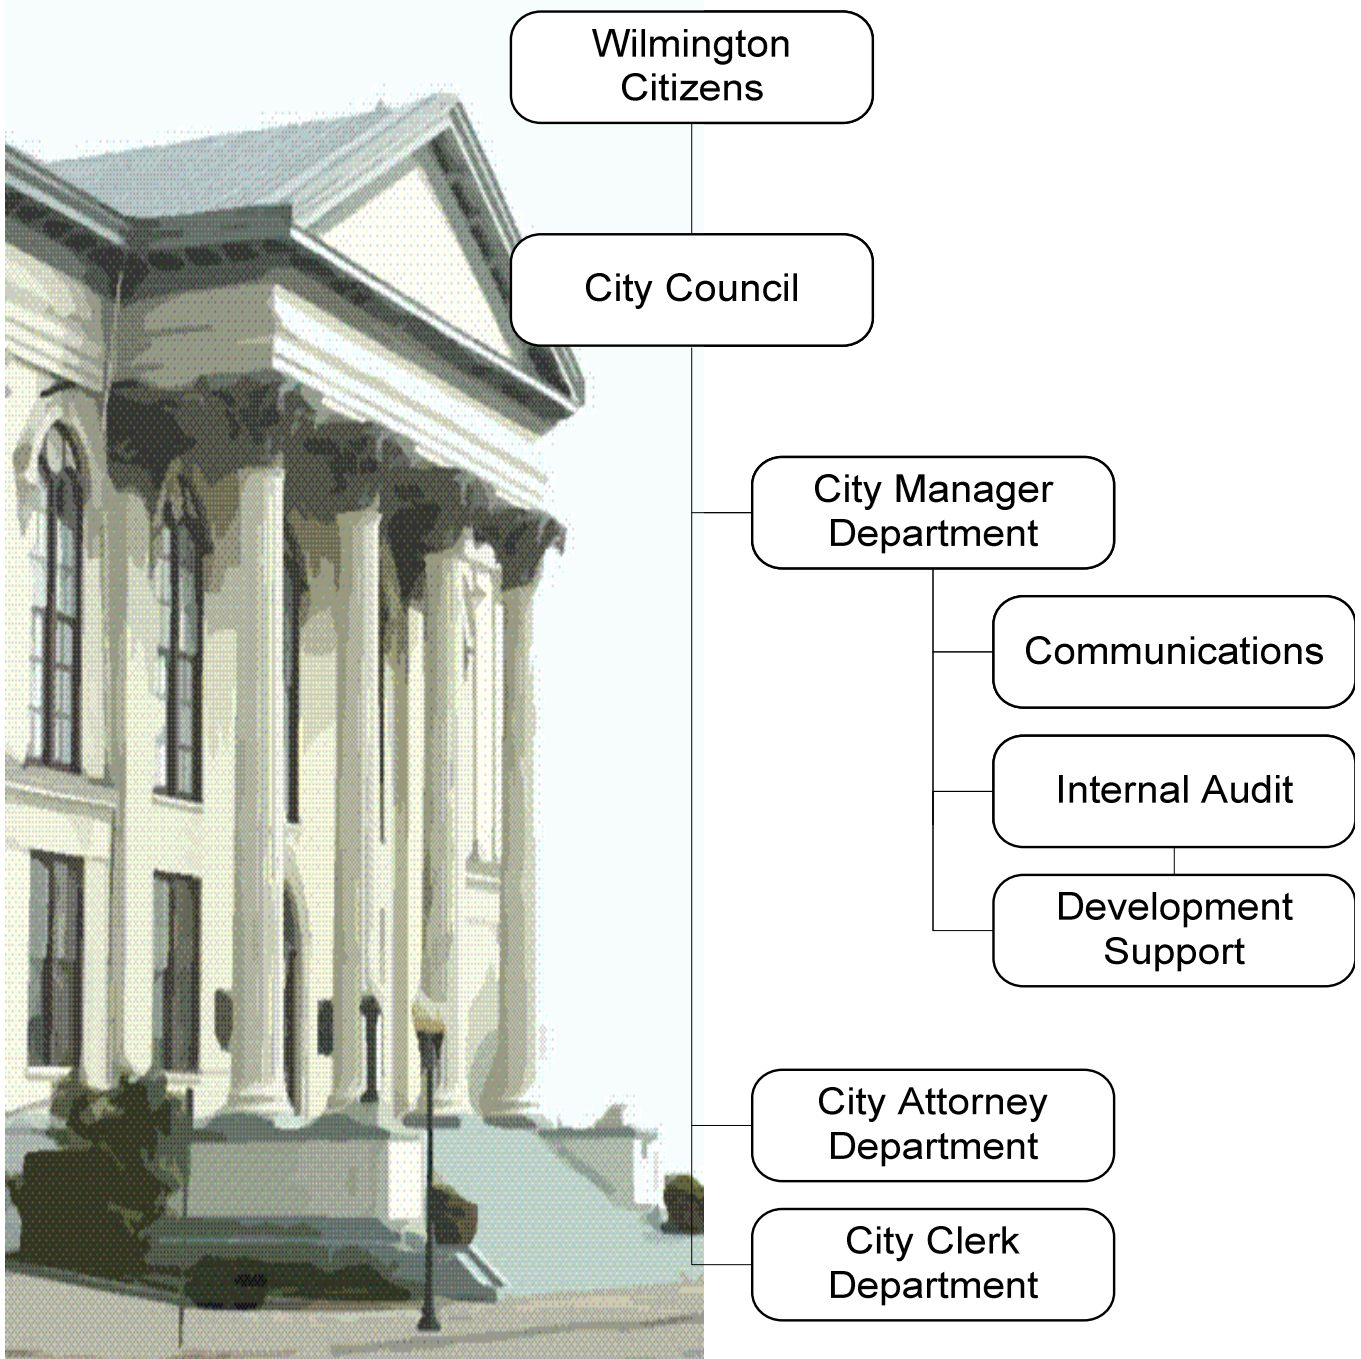 Wilmington
Citizens
City Council
City Manager
Department
Communications
Internal Audit
Development
Support
City Attorney
Department
City Clerk
Department